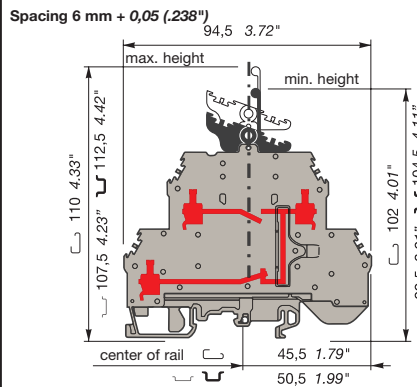 Spacing 6 mm + 0,05 (.238")
94,5 3.72"
max. height
min. height
110 4.33"
112,5 4.42"
107,5 4.23"
102 4.01"
center of rail
45,5 1.79"
50,5 1.99"